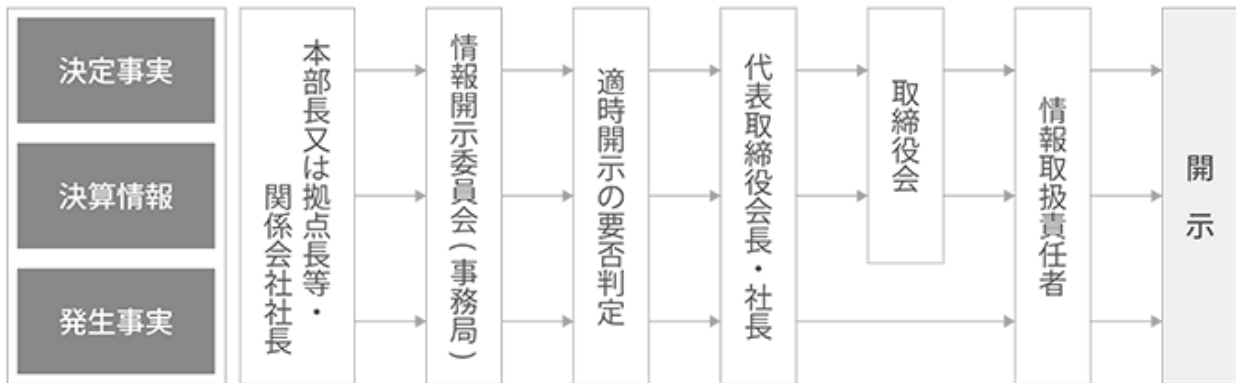 決定事実
決算情報
発生事実
本部長又は拠点長等・
関係会社社長
情報開示委員会(事務局)
適時開示の要否判定
代表取締役会長・社長
取締役会
情報取扱責任者
開示